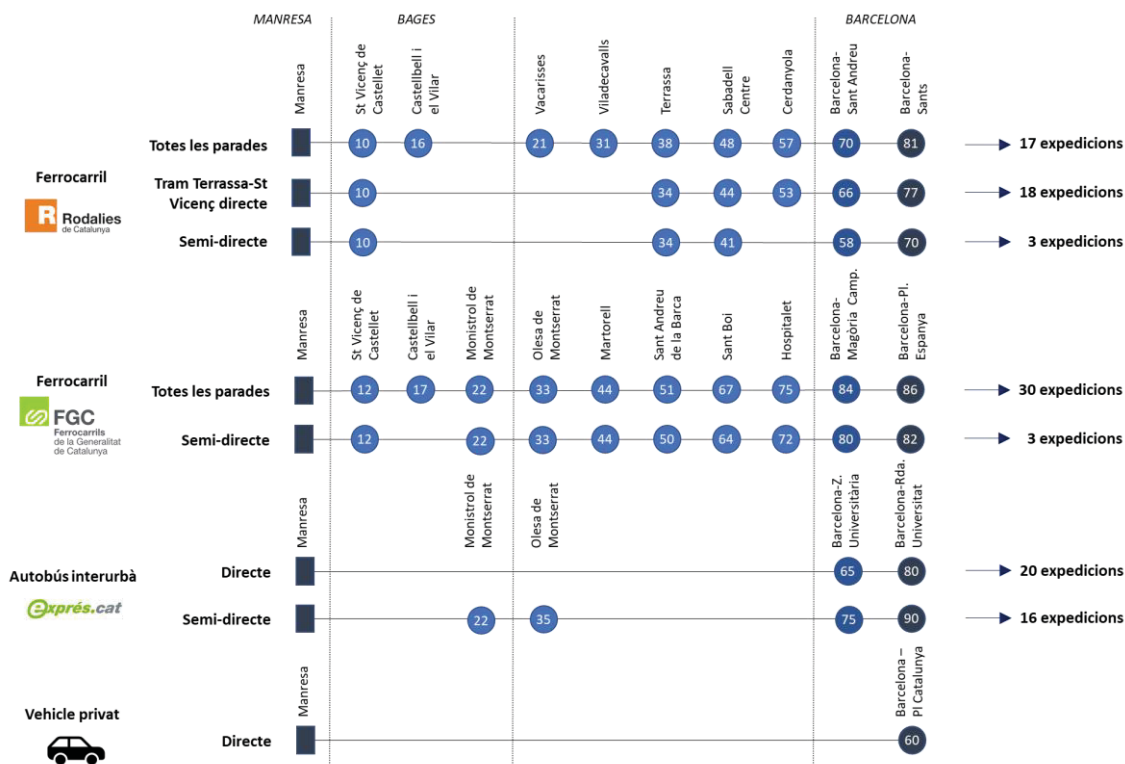 MANRESA
BAGES
BARCELONA
Manresa
St Vicenç de
Castellet
Castellbell i
el Vilar
Vacarisses
Viladecavalls
Terrassa
Sabadell
Centre
Cerdanyola
Barcelona-
Sant Andreu
Barcelona-
Sants
Ferrocarril
R Rodalies
de Catalunya
Totes les parades
10 16 21 31 38 48 57 70 81
17 expedicions
Tram Terrassa-St
Vicenç directe
10 34 44 53 66 77
18 expedicions
Semi-directe
10 34 41 58 70
3 expedicions
Manresa
St Vicenç de
Castellet
Castellbell i
el Vilar
Monistrol de
Montserrat
Olesa de
Montserrat
Martorell
Sant Andreu
de la Barca
Sant Boi
Hospitalet
Barcelona-
Magòria Camp.
Barcelona-Pl.
Espanya
Ferrocarril
FGC
Ferrocarrils
de la Generalitat
de Catalunya
Totes les parades
12 17 22 33 44 51 67 75 84 86
30 expedicions
Semi-directe
12 22 33 44 50 64 72 80 82
3 expedicions
Manresa
Monistrol de
Montserrat
Olesa de
Montserrat
Barcelona-Z.
Universitària
Barcelona-Rda.
Universitat
Autobús interurbà
exprés.cat
Directe
65 80
20 expedicions
Semi-directe
22 35 75 90
16 expedicions
Manresa
Barcelona –
Pl Catalunya
Vehicle privat
Directe
60